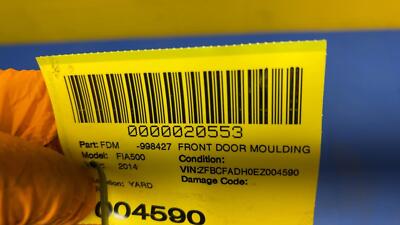 0000020553
Part: FDM -998427 FRONT DOOR MOULDING
Model: FIA500 Condition:
2014 VIN:ZFBCFADH0EZ004590
YARD Damage Code:
004590